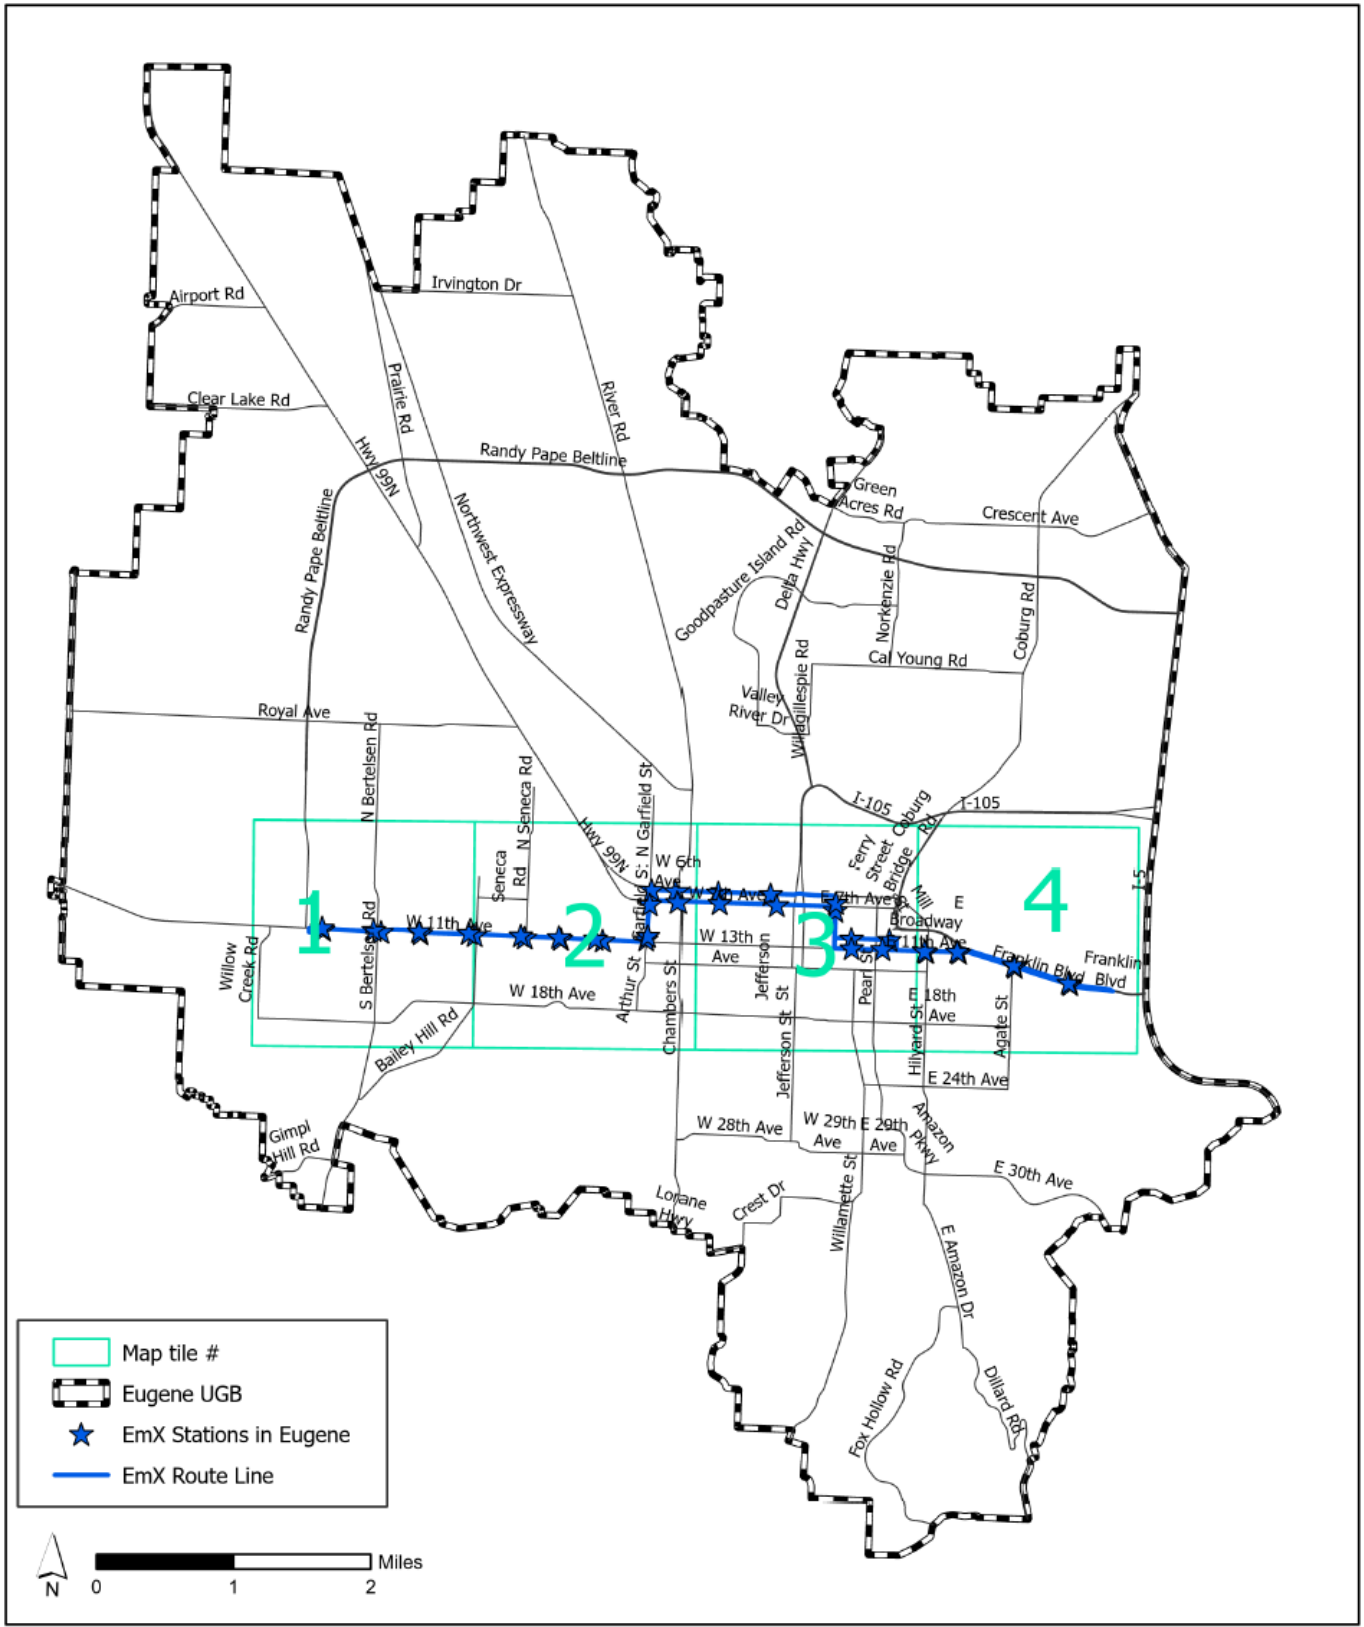 Airport Rd
Irvington Dr
Clear Lake Rd
Prairie Rd
River Rd
Hwy 99N
Randy Pape Beltline
Randy Pape Beltline
Northwest Expressway
Green
Acres Rd
Crescent Ave
Goodpasture Island Rd
Delta Hwy
Norkenzie Rd
Coburg Rd
Cal Young Rd
Valley
River Dr
Willagillespie Rd
Royal Ave
N Bertelsen Rd
N Seneca Rd
N Garfield St
I-105
I-105
Coburg
Rd
Ferry
Street
Bridge
Hwy 99N
Seneca
Rd
W 6th
Ave
W 7th Ave
E 7th Ave
Mill
E
Broadway
I-5
1
2
3
4
W 11th Ave
E 11th Ave
Garfield St
W 13th
Ave
Willow
Creek Rd
S Bertelsen Rd
Arthur St
Chambers St
Jefferson
Jefferson St
St
Pearl St
Hilyard St
Franklin Blvd
Franklin
Blvd
Agate St
W 18th Ave
E 18th
Ave
Bailey Hill Rd
E 24th Ave
Gimpl
Hill Rd
W 28th Ave
W 29th
Ave
E 29th
Ave
Amazon
Pkwy
E 30th Ave
Lorane
Hwy
Crest Dr
Willamette St
E Amazon Dr
Fox Hollow Rd
Dillard Rd
Map tile #
Eugene UGB
EmX Stations in Eugene
EmX Route Line
N
Miles
0
1
2